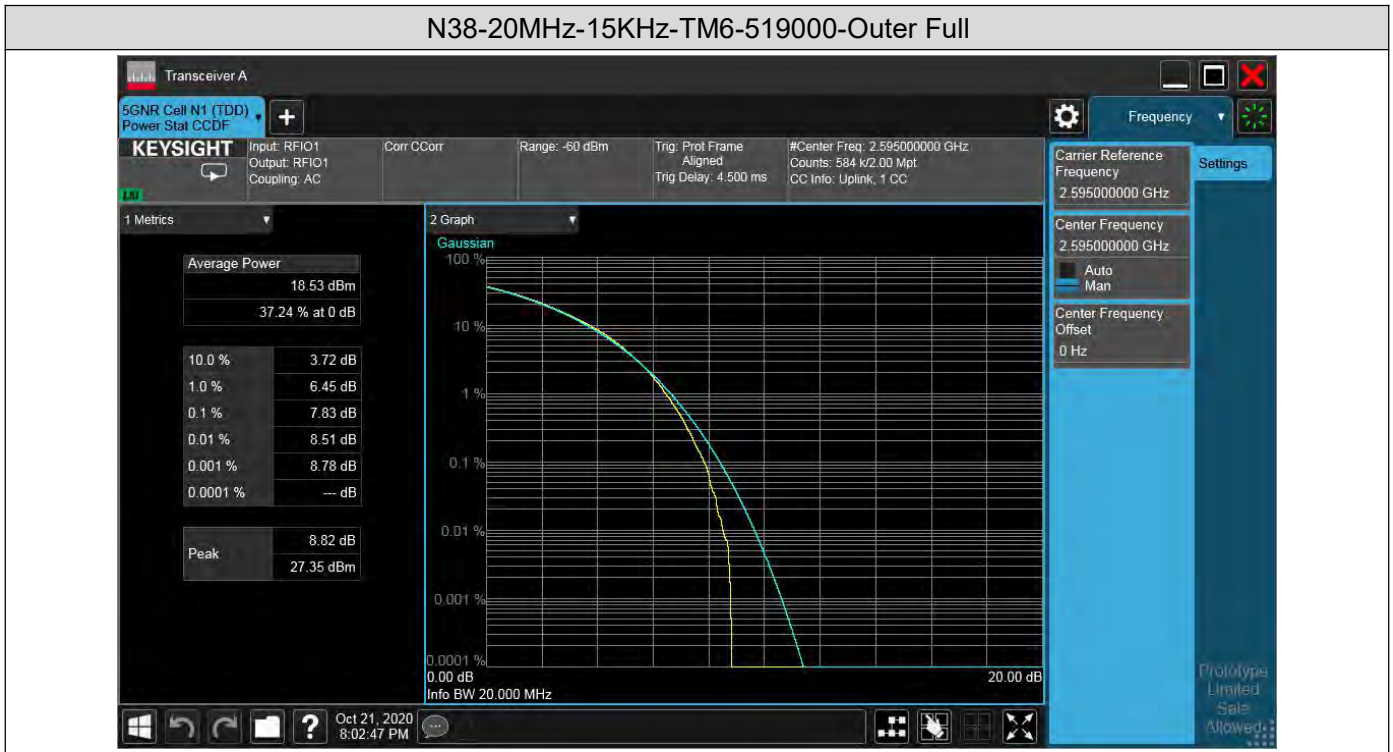 N38-20MHz-15KHz-TM6-519000-Outer Full
Transceiver A
5GNR Cell N1 (TDD)
Power Stat CCDF
+
Frequency
KEYSIGHT
LXI
Input: RFIO1
Output: RFIO1
Coupling: AC
Corr CCorr
Range: -60 dBm
Trig: Prot Frame
Aligned
Trig Delay: 4.500 ms
#Center Freq: 2.595000000 GHz
Counts: 584 k/2.00 Mpt
CC Info: Uplink, 1 CC
Carrier Reference
Frequency
2.595000000 GHz
Settings
Center Frequency
2.595000000 GHz
Auto
Man
Center Frequency
Offset
0 Hz
1 Metrics
Average Power
18.53 dBm
37.24 % at 0 dB
10.0 % 3.72 dB
1.0 % 6.45 dB
0.1 % 7.83 dB
0.01 % 8.51 dB
0.001 % 8.78 dB
0.0001 % --- dB
Peak
8.82 dB
27.35 dBm
2 Graph
Gaussian
100 %
10 %
1 %
0.1 %
0.01 %
0.001 %
0.0001 %
0.00 dB 20.00 dB
Info BW 20.000 MHz
Prototype
Limited
Sale
Allowed
?
Oct 21, 2020
8:02:47 PM